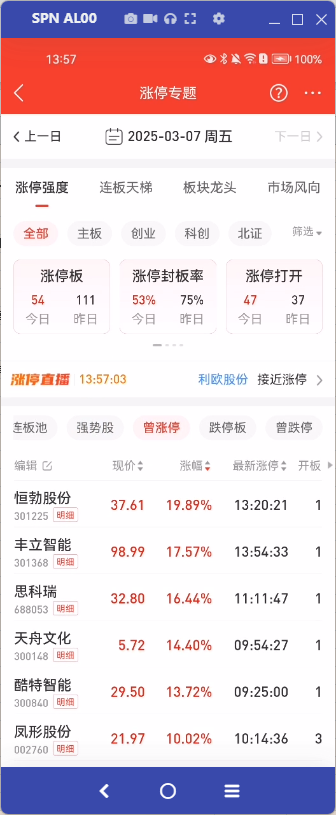 SPN AL00
13:57 100%
涨停专题
上一日 2025-03-07 周五 下一日
涨停强度 连板天梯 板块龙头 市场风向
全部 主板 创业 科创 北证 筛选
涨停板 涨停封板率 涨停打开
54 111 53% 75% 47 37
今日 昨日 今日 昨日 今日 昨日
涨停直播 13:57:03 利欧股份 接近涨停
连板池 强势股 曾涨停 跌停板 曾跌停
编辑 现价 涨幅 最新涨停 开板
恒勃股份 37.61 19.89% 13:20:21 1
301225 明细
丰立智能 98.99 17.57% 13:54:33 1
301368 明细
思科瑞 32.80 16.44% 11:11:47 1
688053 明细
天舟文化 5.72 14.40% 09:54:27 1
300148 明细
酷特智能 29.50 13.72% 09:25:00 1
300840 明细
凤形股份 21.97 10.02% 10:14:36 3
002760 明细